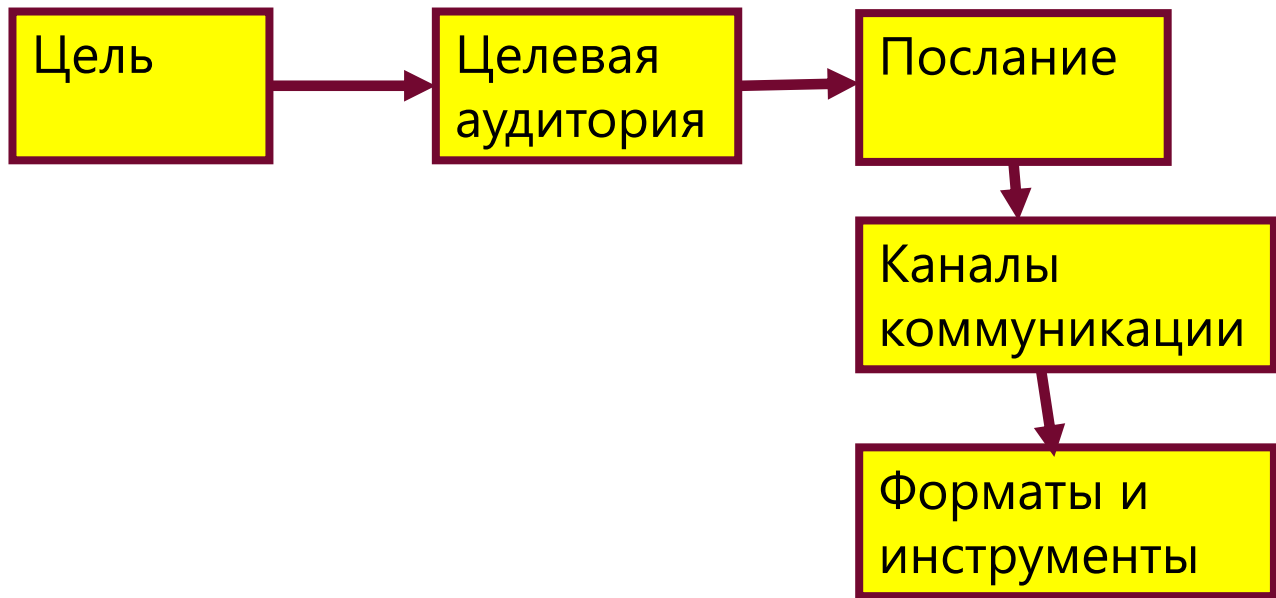 Цель
Целевая
аудитория
Послание
Каналы
коммуникации
Форматы и
инструменты